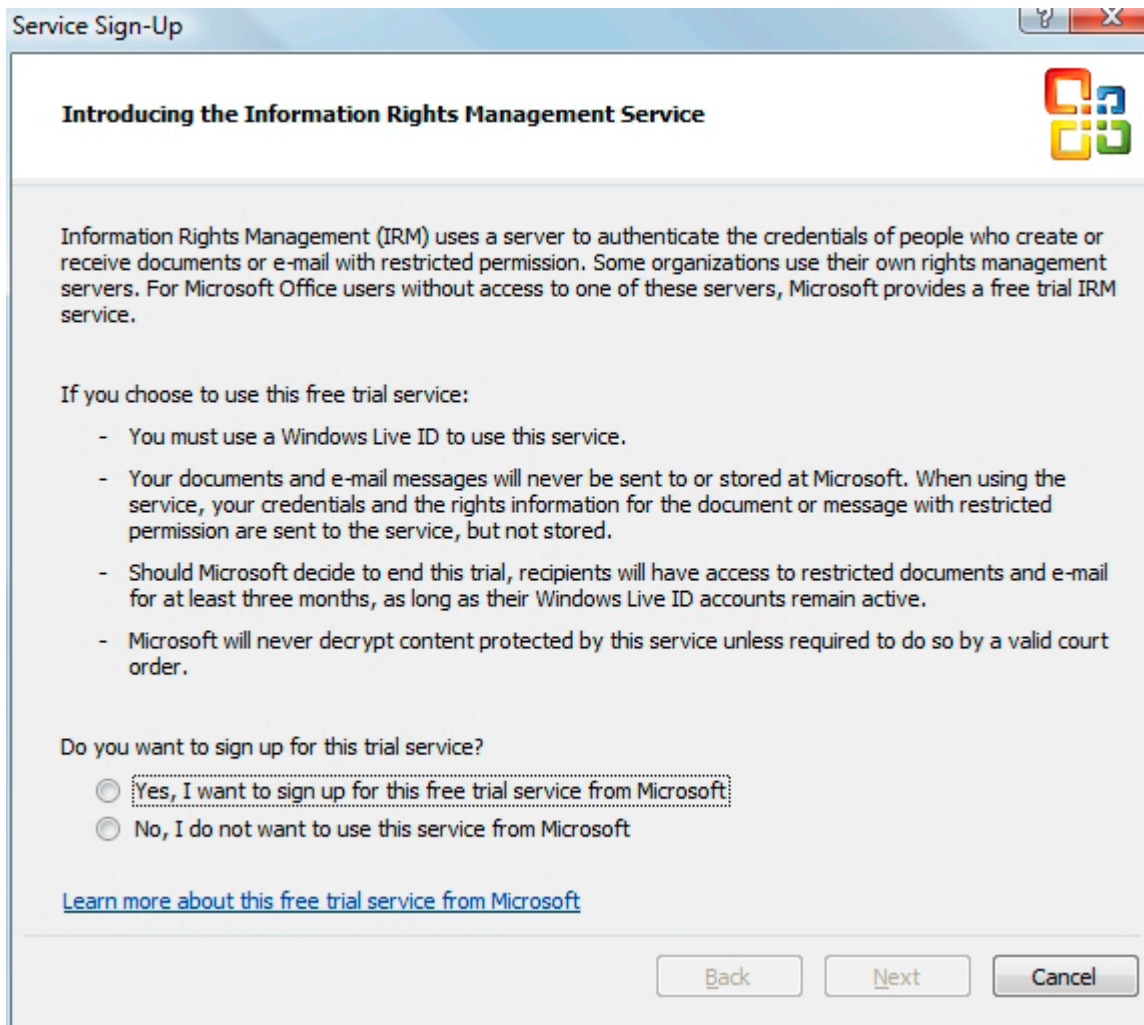 Service Sign-Up
?
X
Introducing the Information Rights Management Service
Information Rights Management (IRM) uses a server to authenticate the credentials of people who create or
receive documents or e-mail with restricted permission. Some organizations use their own rights management
servers. For Microsoft Office users without access to one of these servers, Microsoft provides a free trial IRM
service.
If you choose to use this free trial service:
- You must use a Windows Live ID to use this service.
- Your documents and e-mail messages will never be sent to or stored at Microsoft. When using the
service, your credentials and the rights information for the document or message with restricted
permission are sent to the service, but not stored.
- Should Microsoft decide to end this trial, recipients will have access to restricted documents and e-mail
for at least three months, as long as their Windows Live ID accounts remain active.
- Microsoft will never decrypt content protected by this service unless required to do so by a valid court
order.
Do you want to sign up for this trial service?
Yes, I want to sign up for this free trial service from Microsoft
No, I do not want to use this service from Microsoft
Learn more about this free trial service from Microsoft
Back Next Cancel